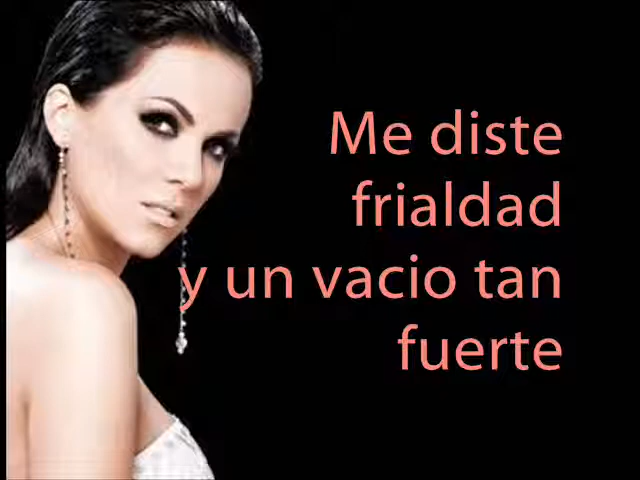 Me diste
frialdad
y un vacio tan
fuerte